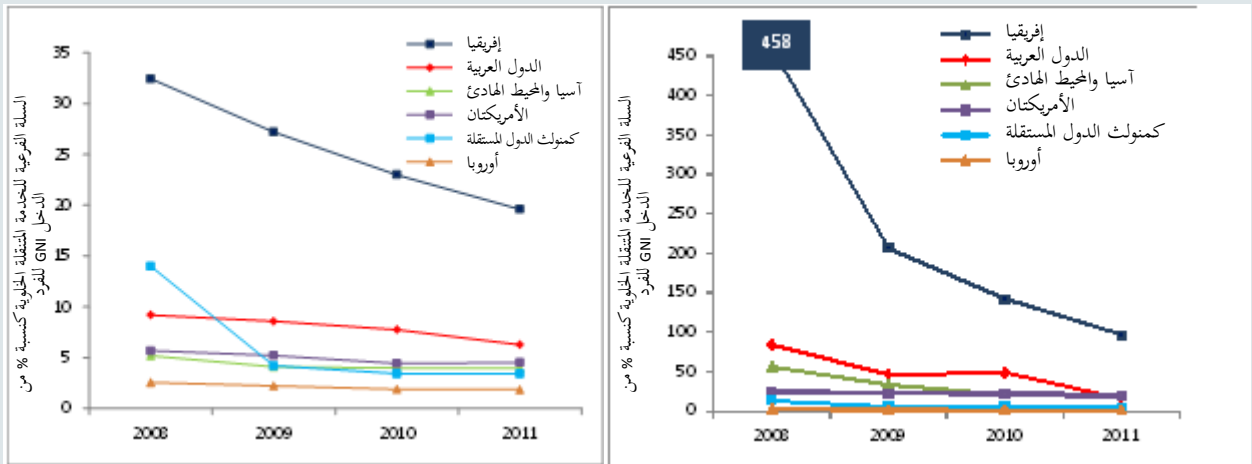 السلة الفرعية للخدمة المتنقلة الخلوية كنسبة % من
الدخل GNI للفرد
35
30
25
20
15
10
5
0
2008
2009
2010
2011
إفريقيا
الدول العربية
آسيا والمحيط الهادئ
الأمريكتان
كمنولث الدول المستقلة
أوروبا
السلة الفرعية للخدمة المتنقلة الخلوية كنسبة % من
الدخل GNI للفرد
450
400
350
300
250
200
150
100
50
0
458
2008
2009
2010
2011
إفريقيا
الدول العربية
آسيا والمحيط الهادئ
الأمريكتان
كمنولث الدول المستقلة
أوروبا